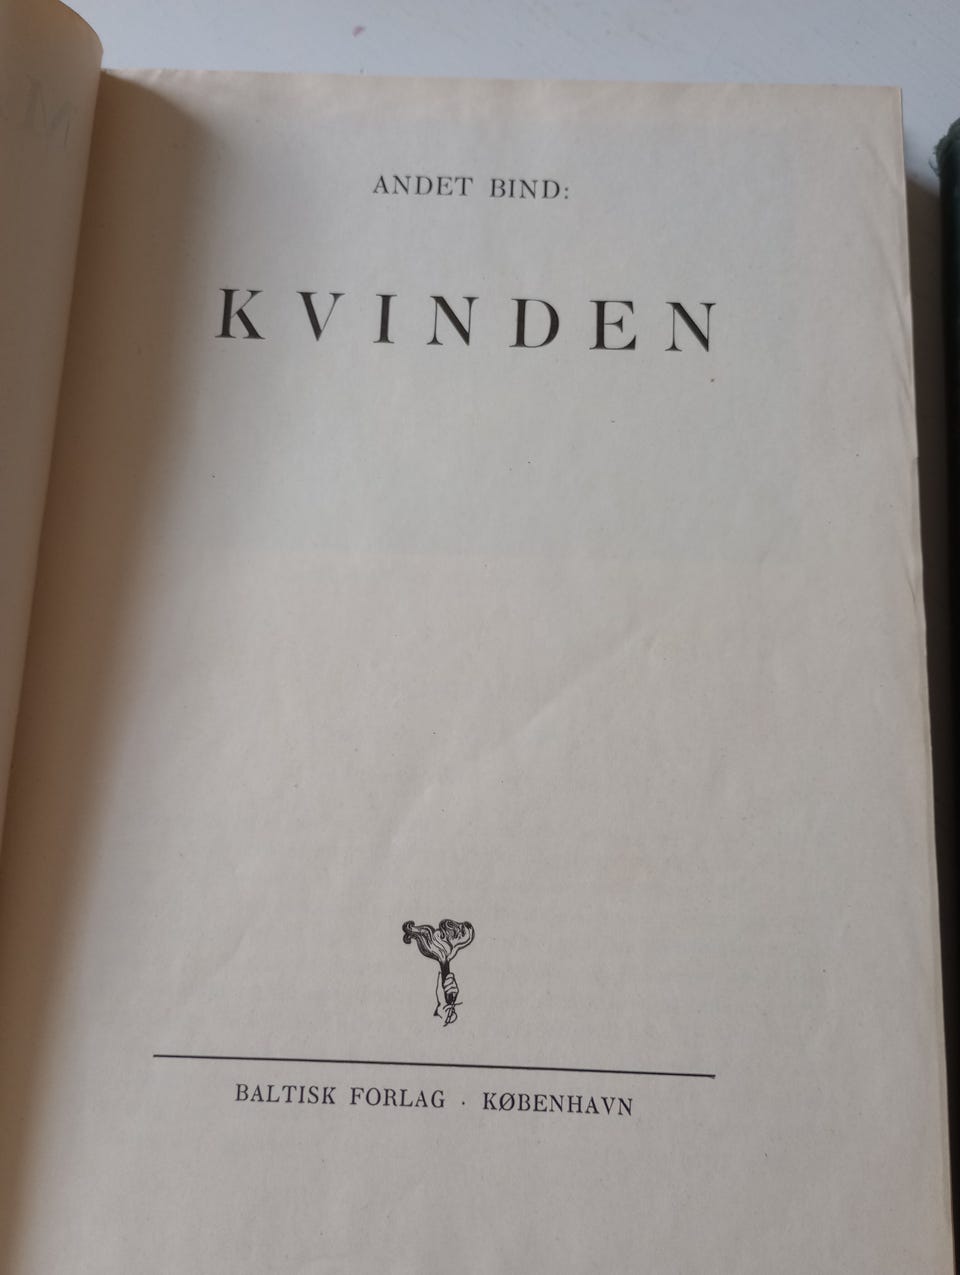 ANDET BIND:
KVINDEN
BALTISK FORLAG · KØBENHAVN